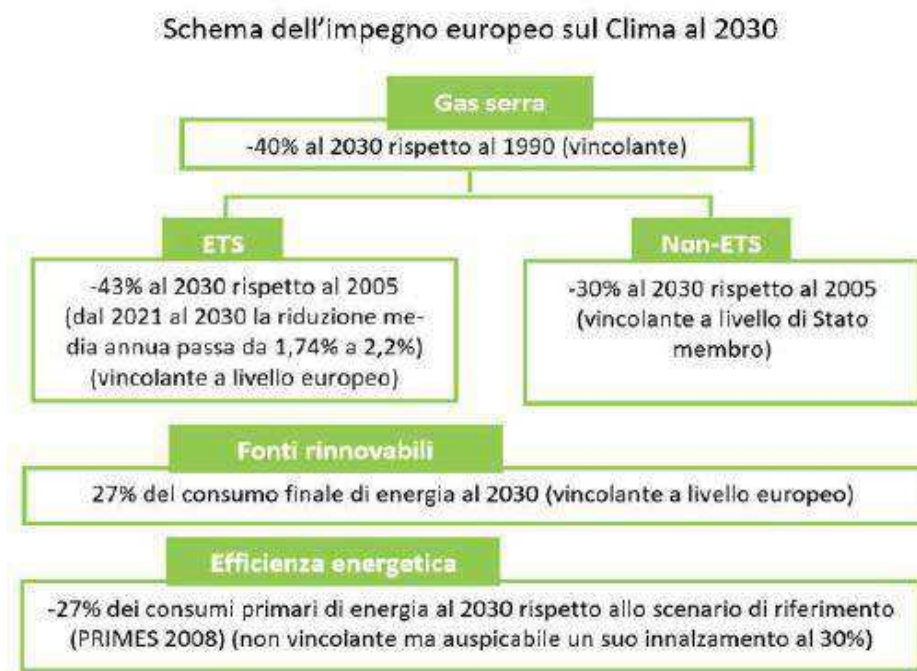 Schema dell'impegno europeo sul Clima al 2030
Gas serra
-40% al 2030 rispetto al 1990 (vincolante)
ETS
-43% al 2030 rispetto al 2005
(dal 2021 al 2030 la riduzione me-
dia annua passa da 1,74% a 2,2%)
(vincolante a livello europeo)
Non-ETS
-30% al 2030 rispetto al 2005
(vincolante a livello di Stato
membro)
Fonti rinnovabili
27% del consumo finale di energia al 2030 (vincolante a livello europeo)
Efficienza energetica
-27% dei consumi primari di energia al 2030 rispetto allo scenario di riferimento
(PRIMES 2008) (non vincolante ma auspicabile un suo innalzamento al 30%)